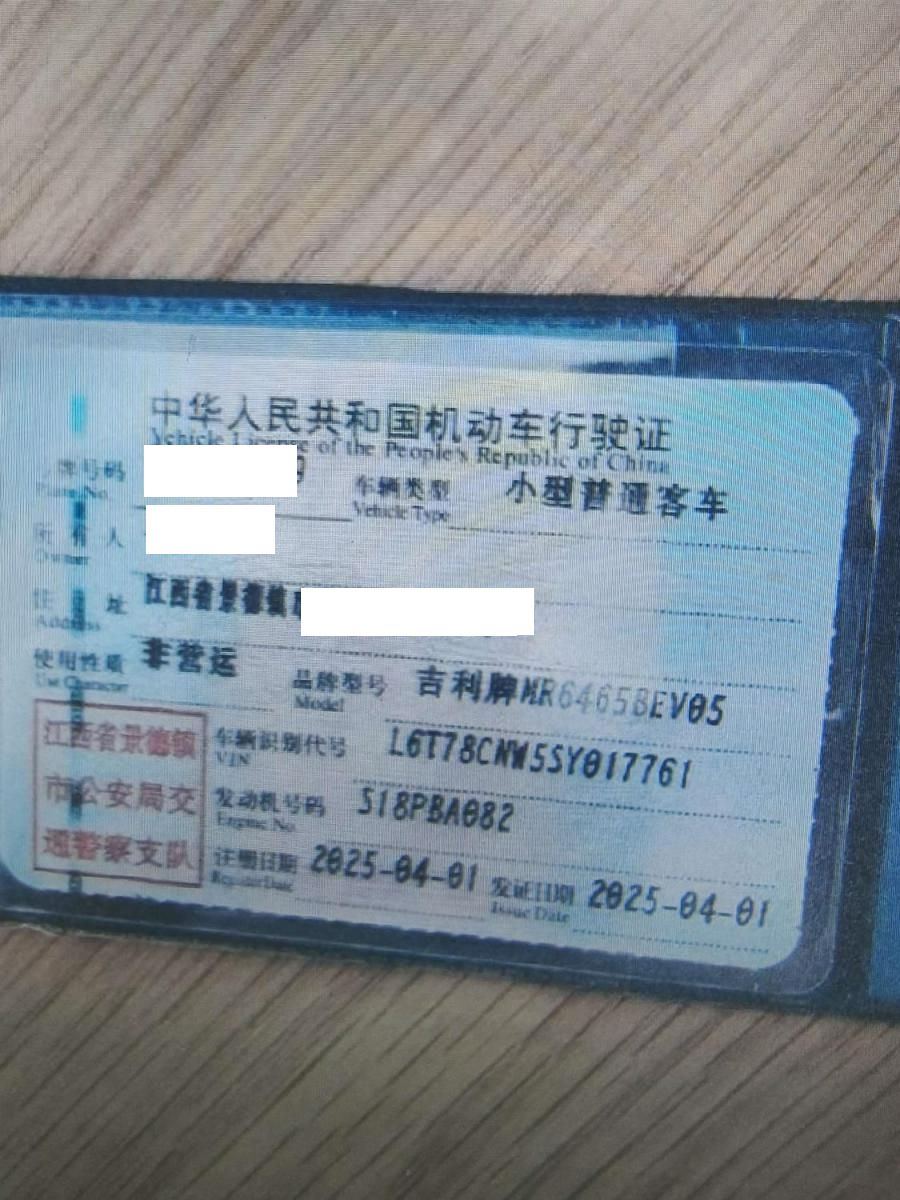 中华人民共和国机动车行驶证
Vehicle License of the People's Republic of China
牌号码 9 车辆类型 小型普通客车
Plate No. Vehicle Type
所有人
Owner
住址 江西省景德镇
Address
使用性质 非营运 品牌型号 吉利牌MR6465BEV05
Use Character Model
江西省景德镇
市公安局交
通警察支队
车辆识别代号 L6T78CNW5SY017761
VIN
发动机号码 S18PBA082
Engine No.
注册日期 2025-04-01 发证日期 2025-04-01
Register Date Issue Date